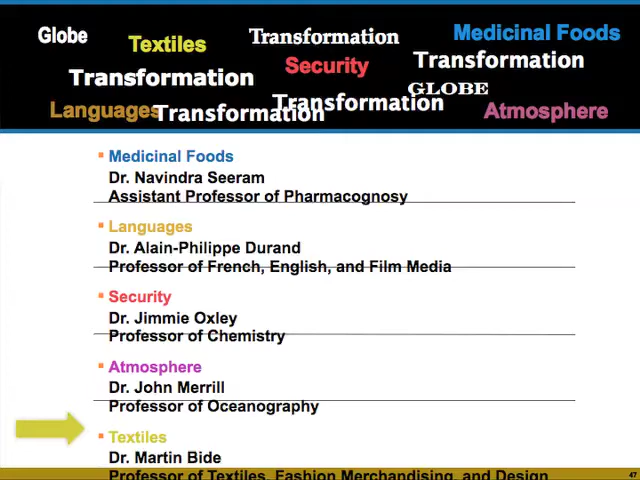 Globe
Textiles
Transformation
Medicinal Foods
Transformation
Security
Transformation
GLOBE
Languages
Transformation
Transformation
Atmosphere
Medicinal Foods
Dr. Navindra Seeram
Assistant Professor of Pharmacognosy
Languages
Dr. Alain-Philippe Durand
Professor of French, English, and Film Media
Security
Dr. Jimmie Oxley
Professor of Chemistry
Atmosphere
Dr. John Merrill
Professor of Oceanography
Textiles
Dr. Martin Bide
Professor of Textiles, Fashion Merchandising, and Design
47